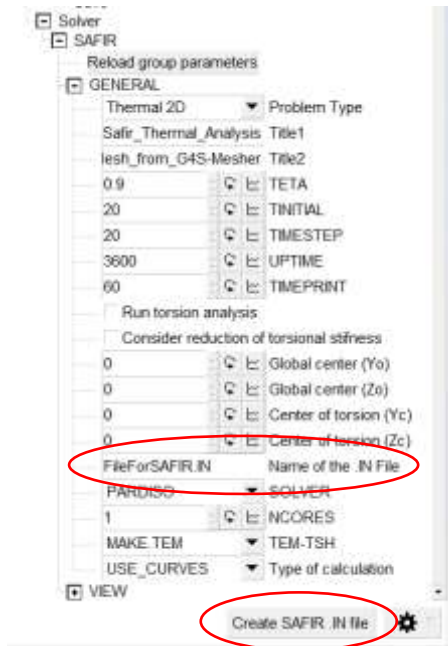 Solver
SAFIR
Reload group parameters
GENERAL
Thermal 2D Problem Type
Safir_Thermal_Analysis Title1
lesh_from_G4S-Mesher Title2
0.9 TETA
20 TINITIAL
20 TIMESTEP
3600 UPTIME
60 TIMEPRINT
Run torsion analysis
Consider reduction of torsional stifness
0 Global center (Yo)
0 Global center (Zo)
0 Center of torsion (Yc)
0 Center of torsion (Zc)
FileForSAFIR.IN Name of the .IN File
PARDISO SOLVER
1 NCORES
MAKE.TEM TEM-TSH
USE_CURVES Type of calculation
VIEW
Create SAFIR .IN file